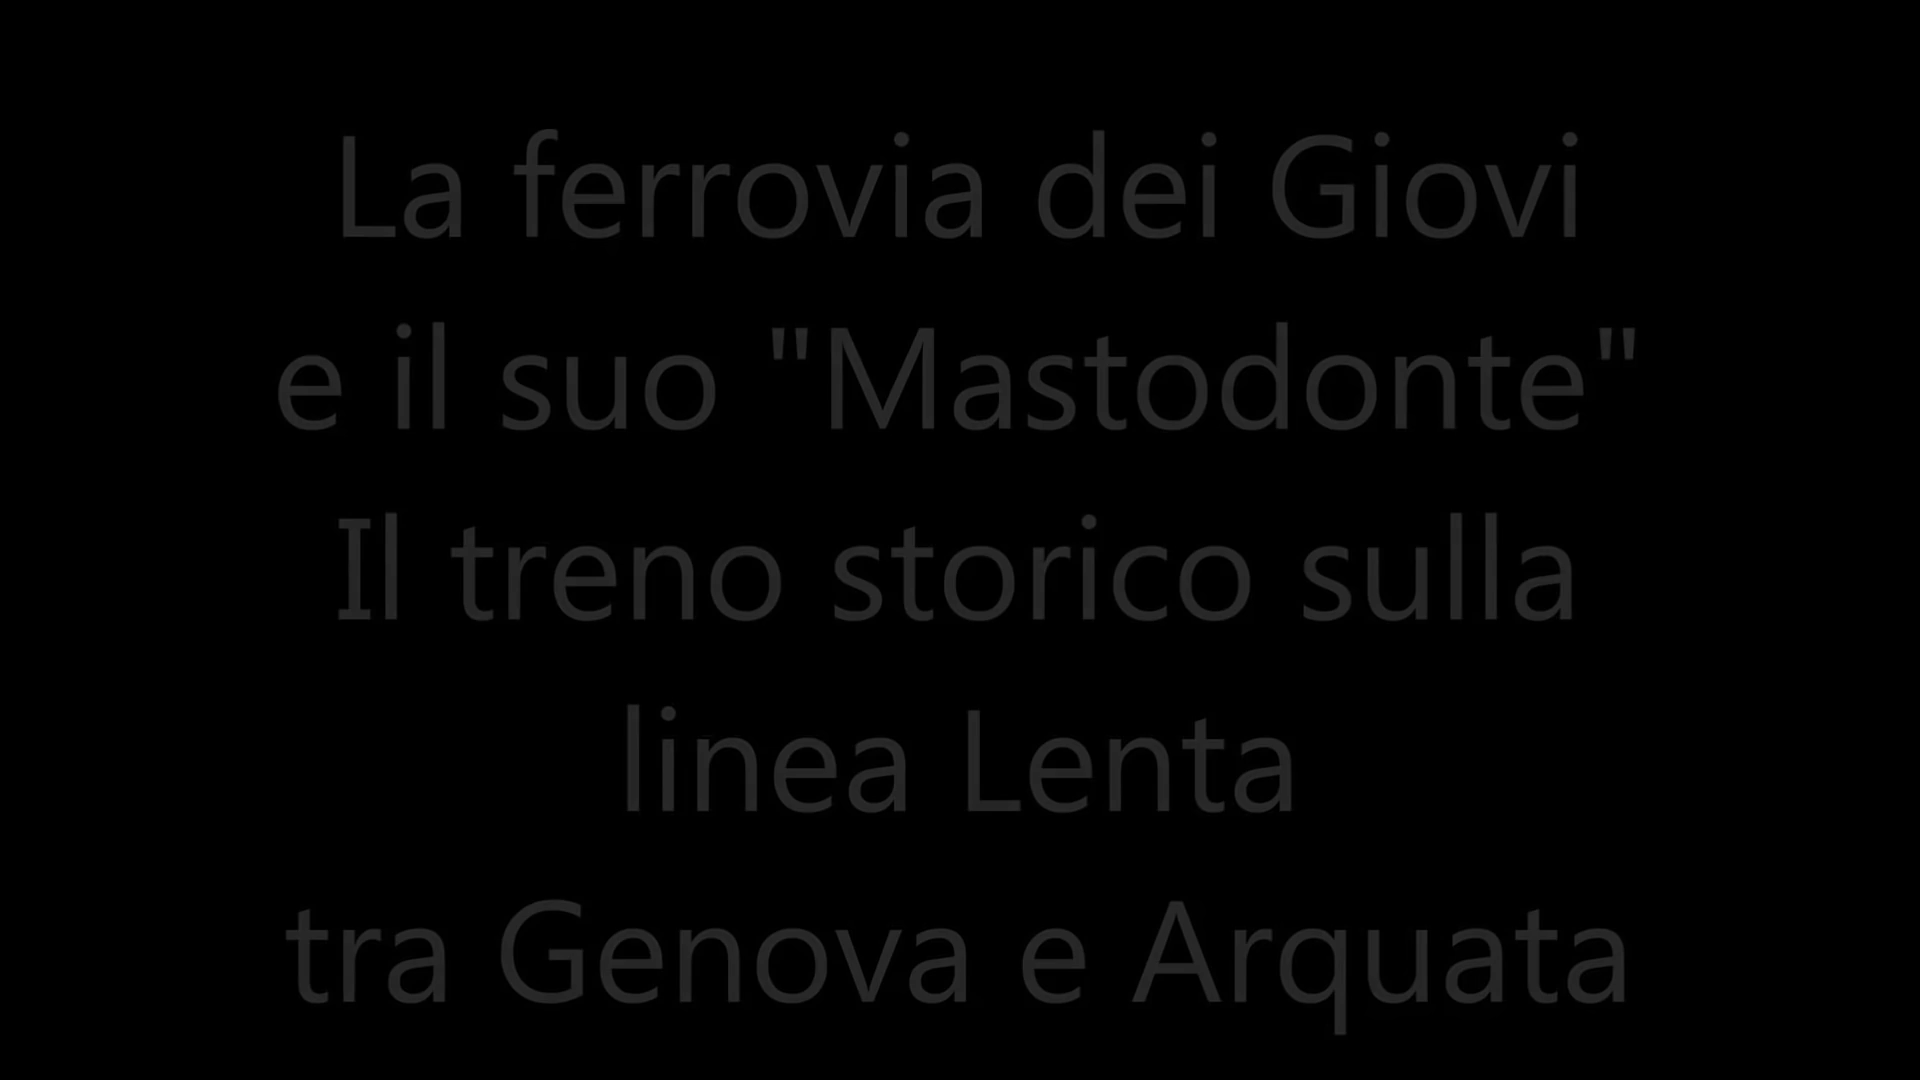 La ferrovia dei Giovi
e il suo "Mastodonte"
Il treno storico sulla
linea Lenta
tra Genova e Arquata